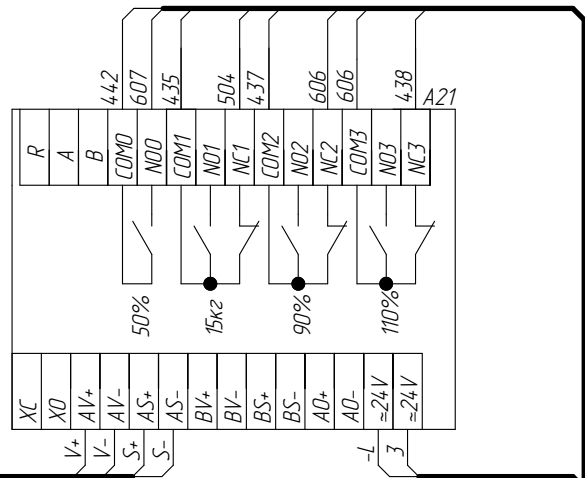 442
607
435
504
437
606
606
438
A21
R
A
B
COM0
NO0
COM1
NO1
NC1
COM2
NO2
NC2
COM3
NO3
NC3
50%
15кг
90%
110%
XC
XO
AV+
AV-
AS+
AS-
BV+
BV-
BS+
BS-
AO+
AO-
≂24V
≂24V
V+
V-
S+
S-
-L
3